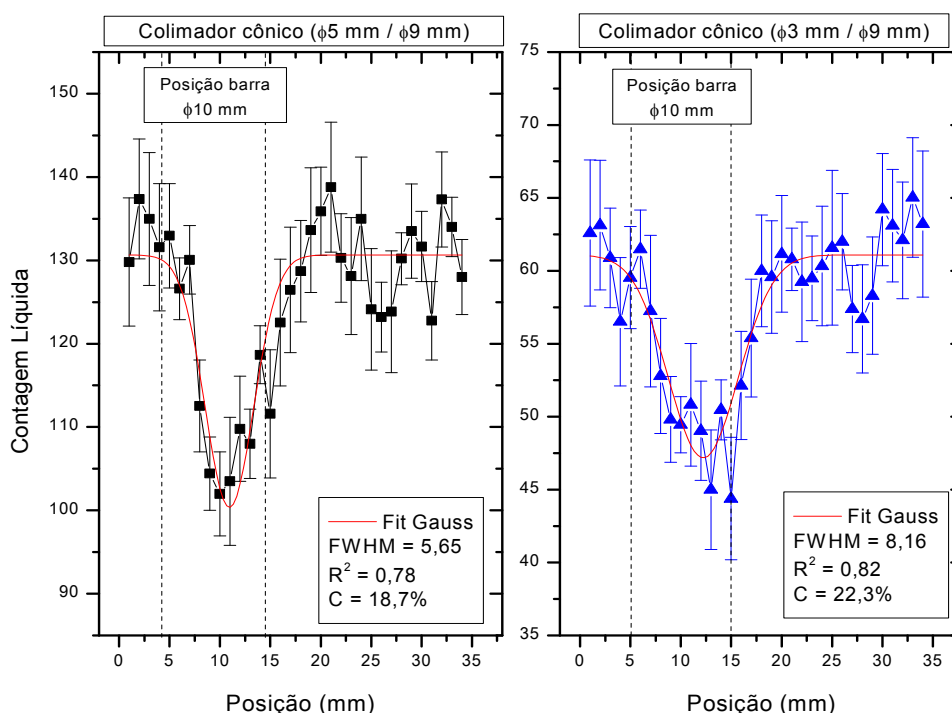 Colimador cônico (ϕ5 mm / ϕ9 mm)
Posição barra
ϕ10 mm
150
140
130
120
110
100
90
Contagem Líquida
Fit Gauss
FWHM = 5,65
R² = 0,78
C = 18,7%
0 5 10 15 20 25 30 35
Posição (mm)
Colimador cônico (ϕ3 mm / ϕ9 mm)
Posição barra
ϕ10 mm
75
70
65
60
55
50
45
40
35
Fit Gauss
FWHM = 8,16
R² = 0,82
C = 22,3%
0 5 10 15 20 25 30 35
Posição (mm)